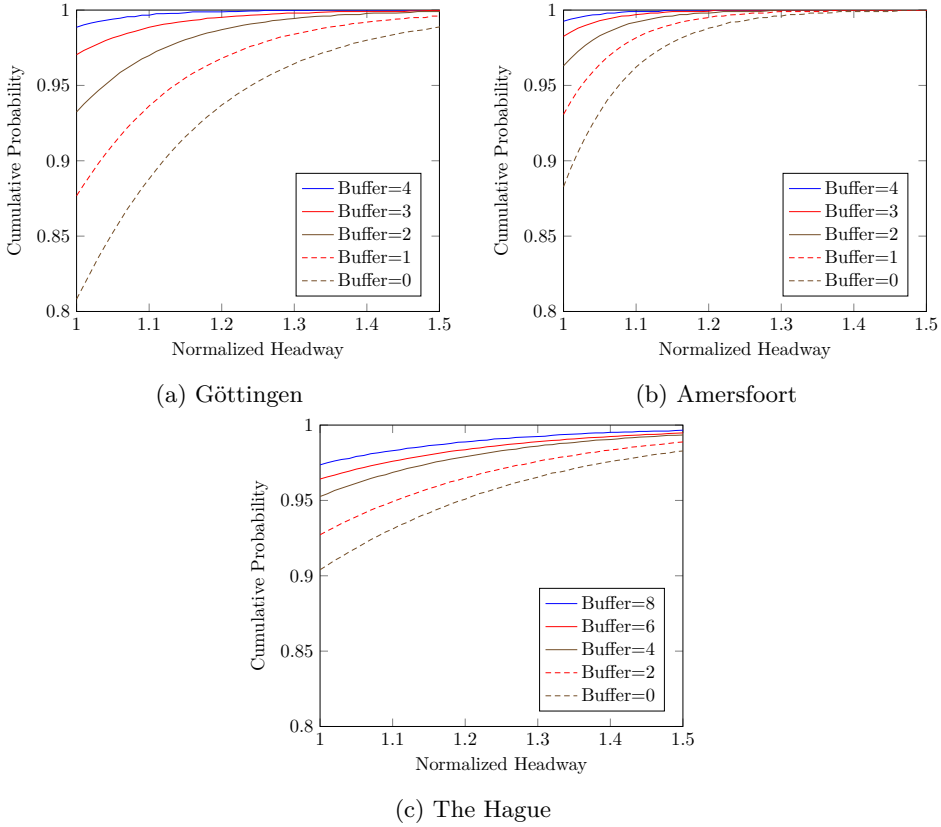 1
0.95
0.9
0.85
0.8
1 1.1 1.2 1.3 1.4 1.5
Cumulative Probability
Normalized Headway
Buffer=4
Buffer=3
Buffer=2
Buffer=1
Buffer=0
(a) Göttingen
1
0.95
0.9
0.85
0.8
1 1.1 1.2 1.3 1.4 1.5
Cumulative Probability
Normalized Headway
Buffer=4
Buffer=3
Buffer=2
Buffer=1
Buffer=0
(b) Amersfoort
1
0.95
0.9
0.85
0.8
1 1.1 1.2 1.3 1.4 1.5
Cumulative Probability
Normalized Headway
Buffer=8
Buffer=6
Buffer=4
Buffer=2
Buffer=0
(c) The Hague